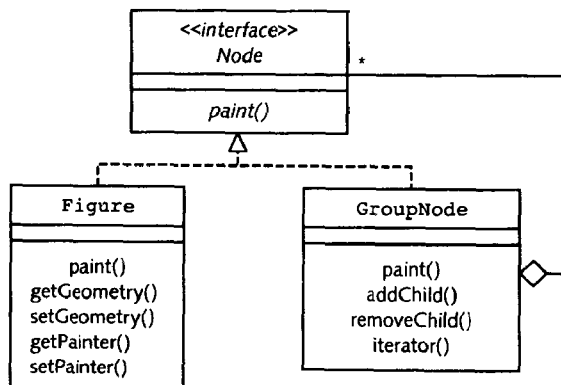 <<interface>>
Node
*
paint()
Figure
paint()
getGeometry()
setGeometry()
getPainter()
setPainter()
GroupNode
paint()
addChild()
removeChild()
iterator()